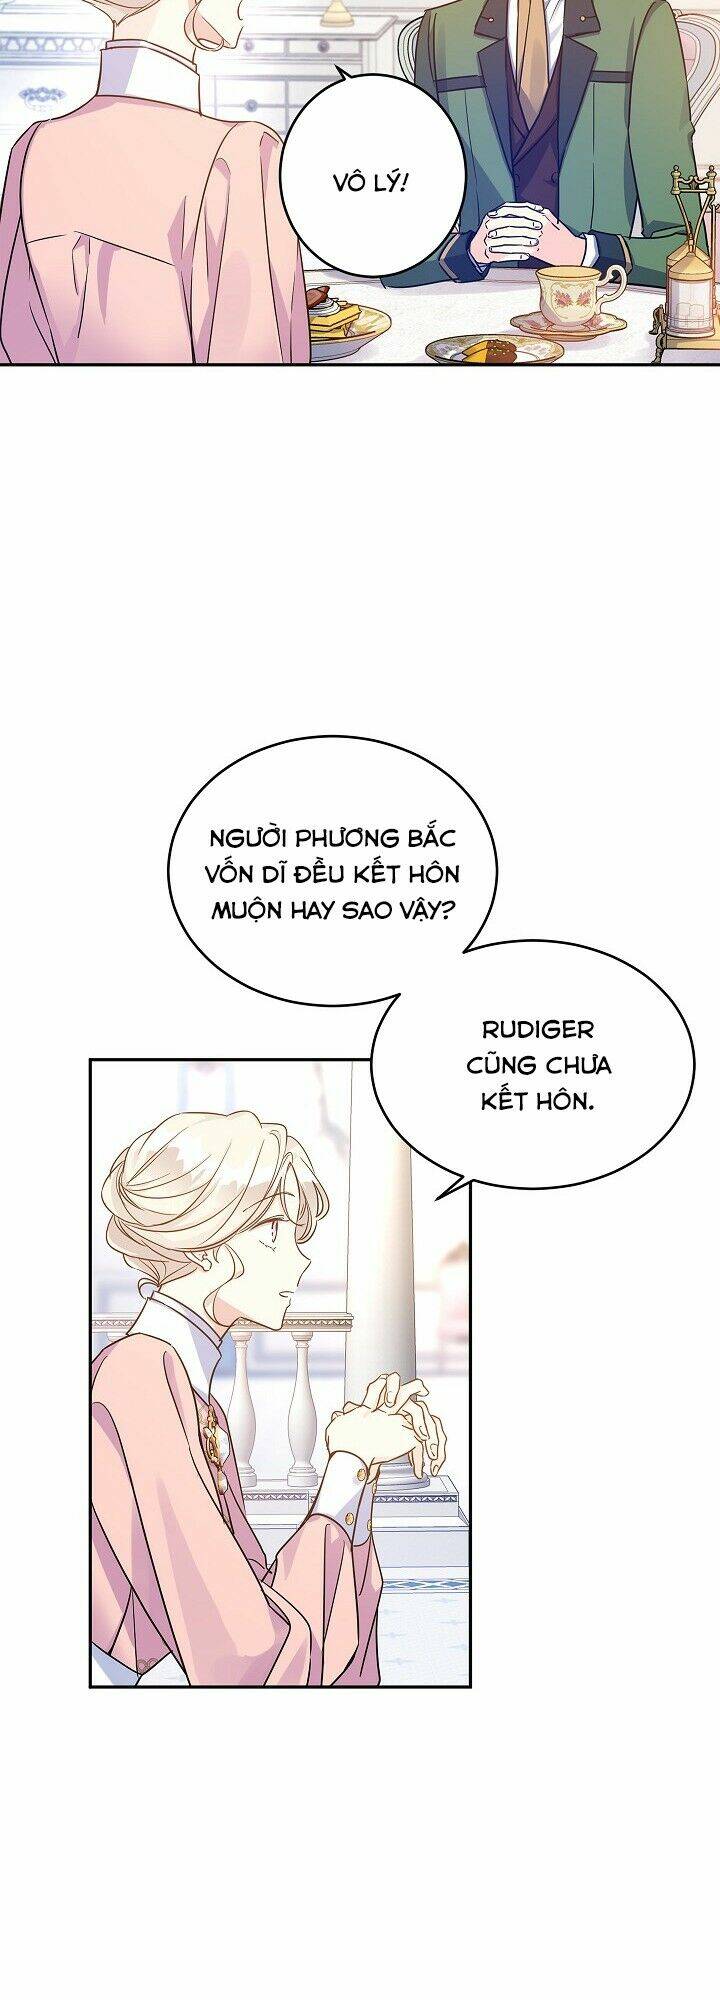 VÔ LÝ!
NGƯỜI PHƯƠNG BẮC
VỐN DĨ ĐỀU KẾT HÔN
MUỘN HAY SAO VẬY?
RUDIGER
CŨNG CHƯA
KẾT HÔN.